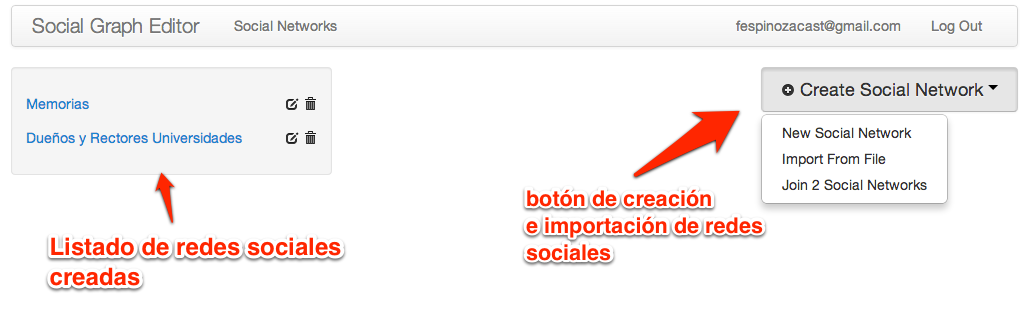 Social Graph Editor Social Networks fespinozacast@gmail.com Log Out
Memorias
Dueños y Rectores Universidades
Create Social Network
New Social Network
Import From File
Join 2 Social Networks
Listado de redes sociales
creadas
botón de creación
e importación de redes
sociales